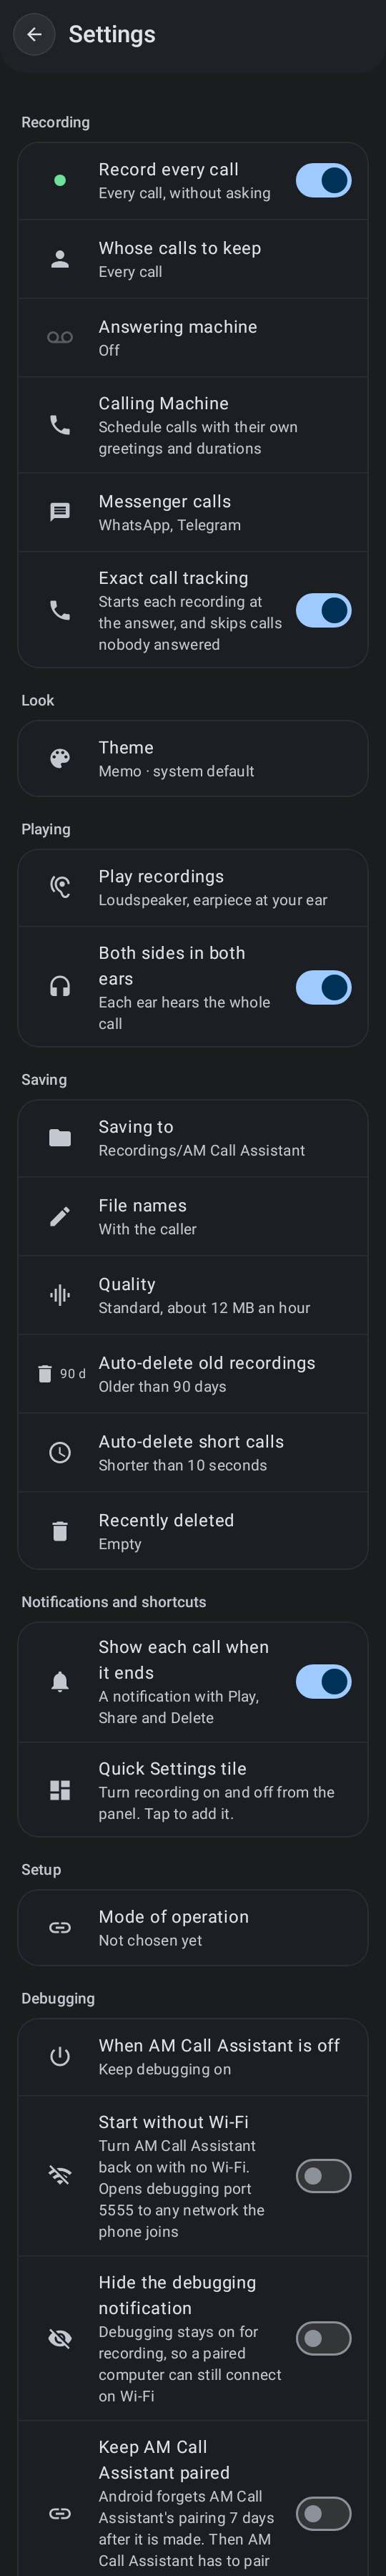 Settings
Recording
Record every call
Every call, without asking
Whose calls to keep
Every call
Answering machine
Off
Calling Machine
Schedule calls with their own
greetings and durations
Messenger calls
WhatsApp, Telegram
Exact call tracking
Starts each recording at
the answer, and skips calls
nobody answered
Look
Theme
Memo · system default
Playing
Play recordings
Loudspeaker, earpiece at your ear
Both sides in both
ears
Each ear hears the whole
call
Saving
Saving to
Recordings/AM Call Assistant
File names
With the caller
Quality
Standard, about 12 MB an hour
90 d
Auto-delete old recordings
Older than 90 days
Auto-delete short calls
Shorter than 10 seconds
Recently deleted
Empty
Notifications and shortcuts
Show each call when
it ends
A notification with Play,
Share and Delete
Quick Settings tile
Turn recording on and off from the
panel. Tap to add it.
Setup
Mode of operation
Not chosen yet
Debugging
When AM Call Assistant is off
Keep debugging on
Start without Wi-Fi
Turn AM Call Assistant
back on with no Wi-Fi.
Opens debugging port
5555 to any network the
phone joins
Hide the debugging
notification
Debugging stays on for
recording, so a paired
computer can still connect
on Wi-Fi
Keep AM Call
Assistant paired
Android forgets AM Call
Assistant's pairing 7 days
after it is made. Then AM
Call Assistant has to pair